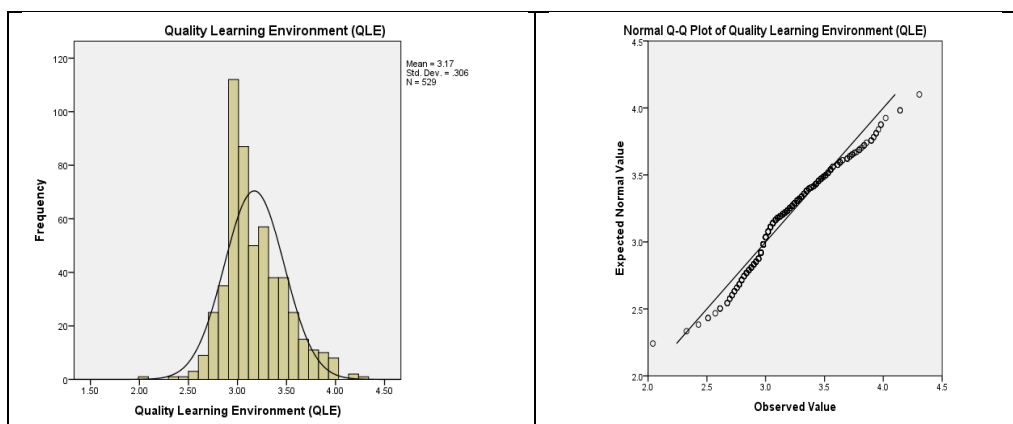 Quality Learning Environment (QLE)
Mean = 3.17
Std. Dev. = .306
N = 529
Frequency
120
100
80
60
40
20
0
1.50 2.00 2.50 3.00 3.50 4.00 4.50
Quality Learning Environment (QLE)
Normal Q-Q Plot of Quality Learning Environment (QLE)
Expected Normal Value
4.5
4.0
3.5
3.0
2.5
2.0
2.0 2.5 3.0 3.5 4.0 4.5
Observed Value